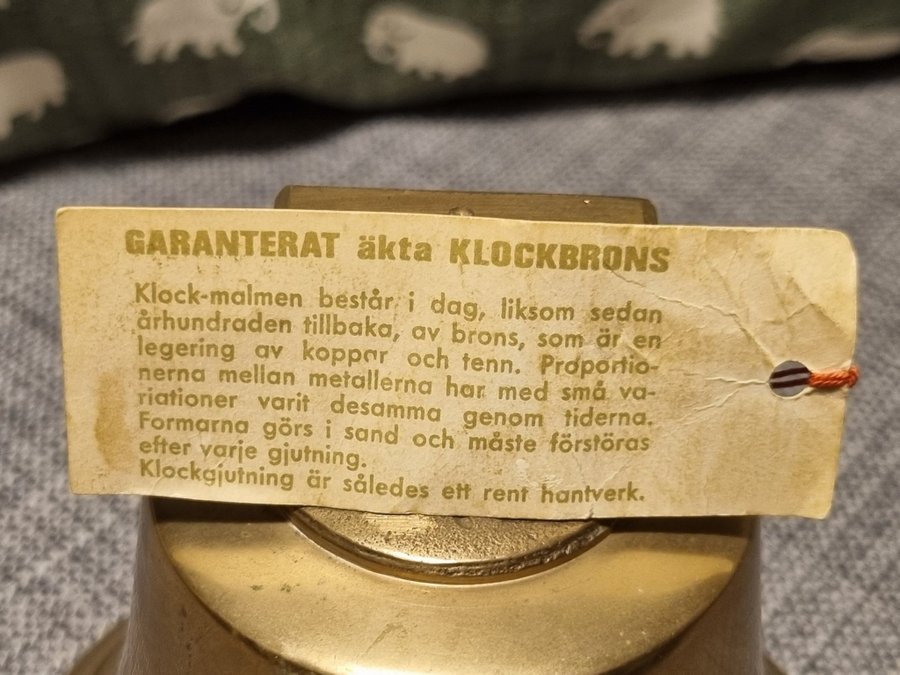 GARANTERAT äkta KLOCKBRONS
Klock-malmen består i dag, liksom sedan
århundraden tillbaka, av brons, som är en
legering av koppar och tenn. Proportio-
nerna mellan metallerna har med små va-
riationer varit desamma genom tiderna.
Formarna görs i sand och måste förstöras
efter varje gjutning.
Klockgjutning är således ett rent hantverk.